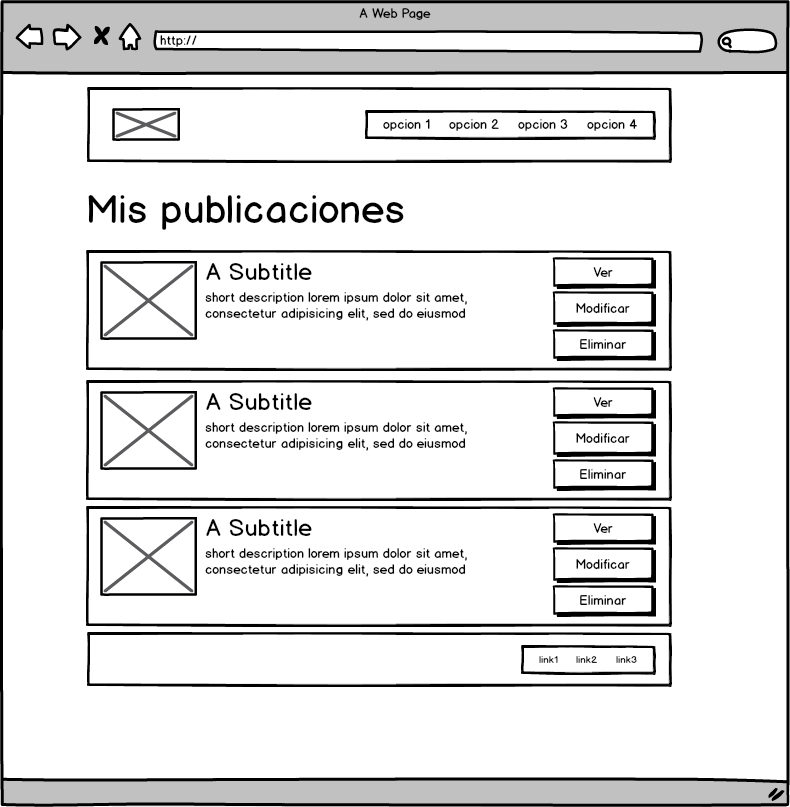 A Web Page
http://
opcion 1 opcion 2 opcion 3 opcion 4
Mis publicaciones
A Subtitle
short description lorem ipsum dolor sit amet,
consectetur adipisicing elit, sed do eiusmod
Ver
Modificar
Eliminar
A Subtitle
short description lorem ipsum dolor sit amet,
consectetur adipisicing elit, sed do eiusmod
Ver
Modificar
Eliminar
A Subtitle
short description lorem ipsum dolor sit amet,
consectetur adipisicing elit, sed do eiusmod
Ver
Modificar
Eliminar
link1 link2 link3